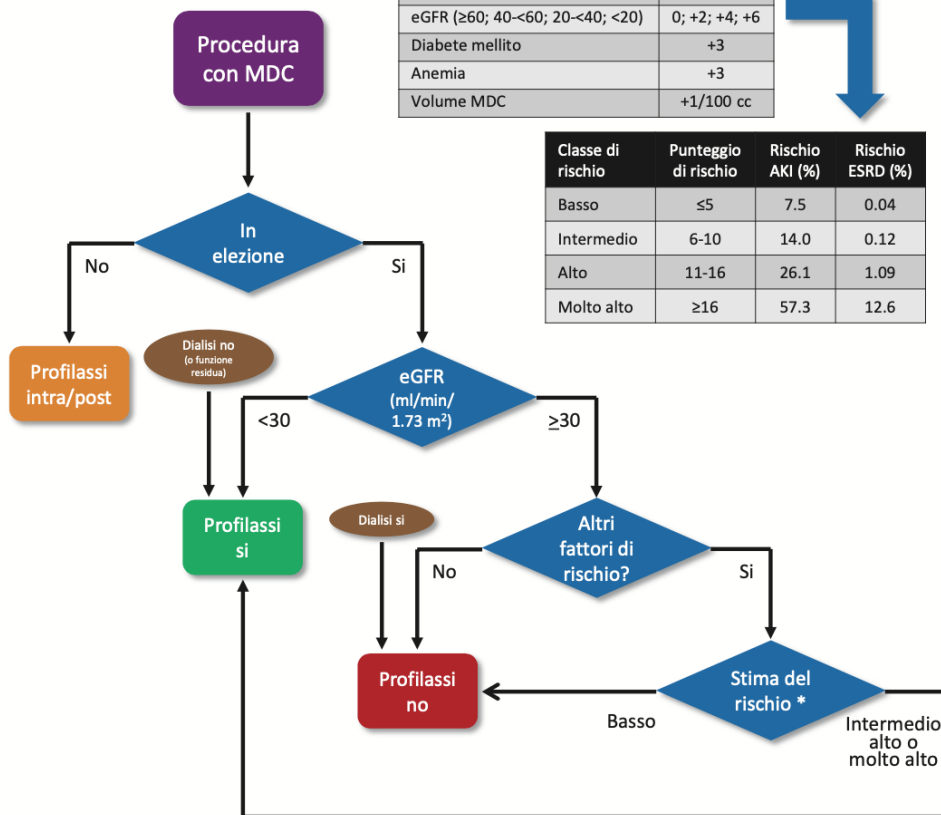 eGFR (≥60; 40-<60; 20-<40; <20) 0; +2; +4; +6
Diabete mellito +3
Anemia +3
Volume MDC +1/100 cc
Procedura
con MDC
Classe di
rischio
Punteggio
di rischio
Rischio
AKI (%)
Rischio
ESRD (%)
Basso ≤5 7.5 0.04
Intermedio 6-10 14.0 0.12
Alto 11-16 26.1 1.09
Molto alto ≥16 57.3 12.6
In
elezione
No
Si
Profilassi
intra/post
Dialisi no
(o funzione
residua)
eGFR
(ml/min/
1.73 m²)
<30
≥30
Profilassi
si
Dialisi si
Altri
fattori di
rischio?
No
Si
Profilassi
no
Stima del
rischio *
Basso
Intermedio
alto o
molto alto